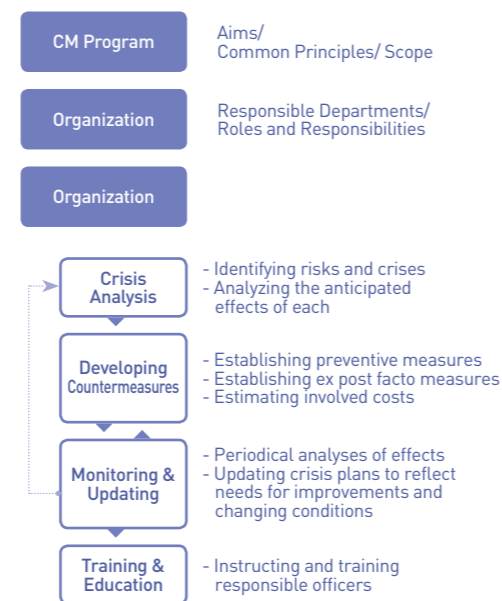 CM Program
Aims/
Common Principles/ Scope
Organization
Responsible Departments/
Roles and Responsibilities
Organization
Crisis
Analysis
- Identifying risks and crises
- Analyzing the anticipated
effects of each
Developing
Countermeasures
- Establishing preventive measures
- Establishing ex post facto measures
- Estimating involved costs
Monitoring &
Updating
- Periodical analyses of effects
- Updating crisis plans to reflect
needs for improvements and
changing conditions
Training &
Education
- Instructing and training
responsible officers